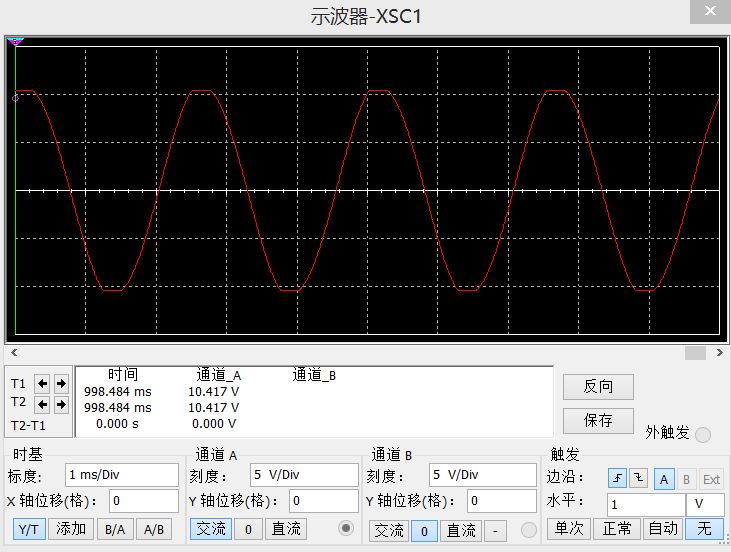 示波器-XSC1
时间 通道_A 通道_B
T1 998.484 ms 10.417 V
T2 998.484 ms 10.417 V
T2-T1 0.000 s 0.000 V
反向
保存
外触发
时基
标度: 1 ms/Div
X 轴位移(格): 0
Y/T 添加 B/A A/B
通道 A
刻度: 5 V/Div
Y 轴位移(格): 0
交流 0 直流
通道 B
刻度: 5 V/Div
Y 轴位移(格): 0
交流 0 直流 -
触发
边沿: A B Ext
水平: 1 V
单次 正常 自动 无